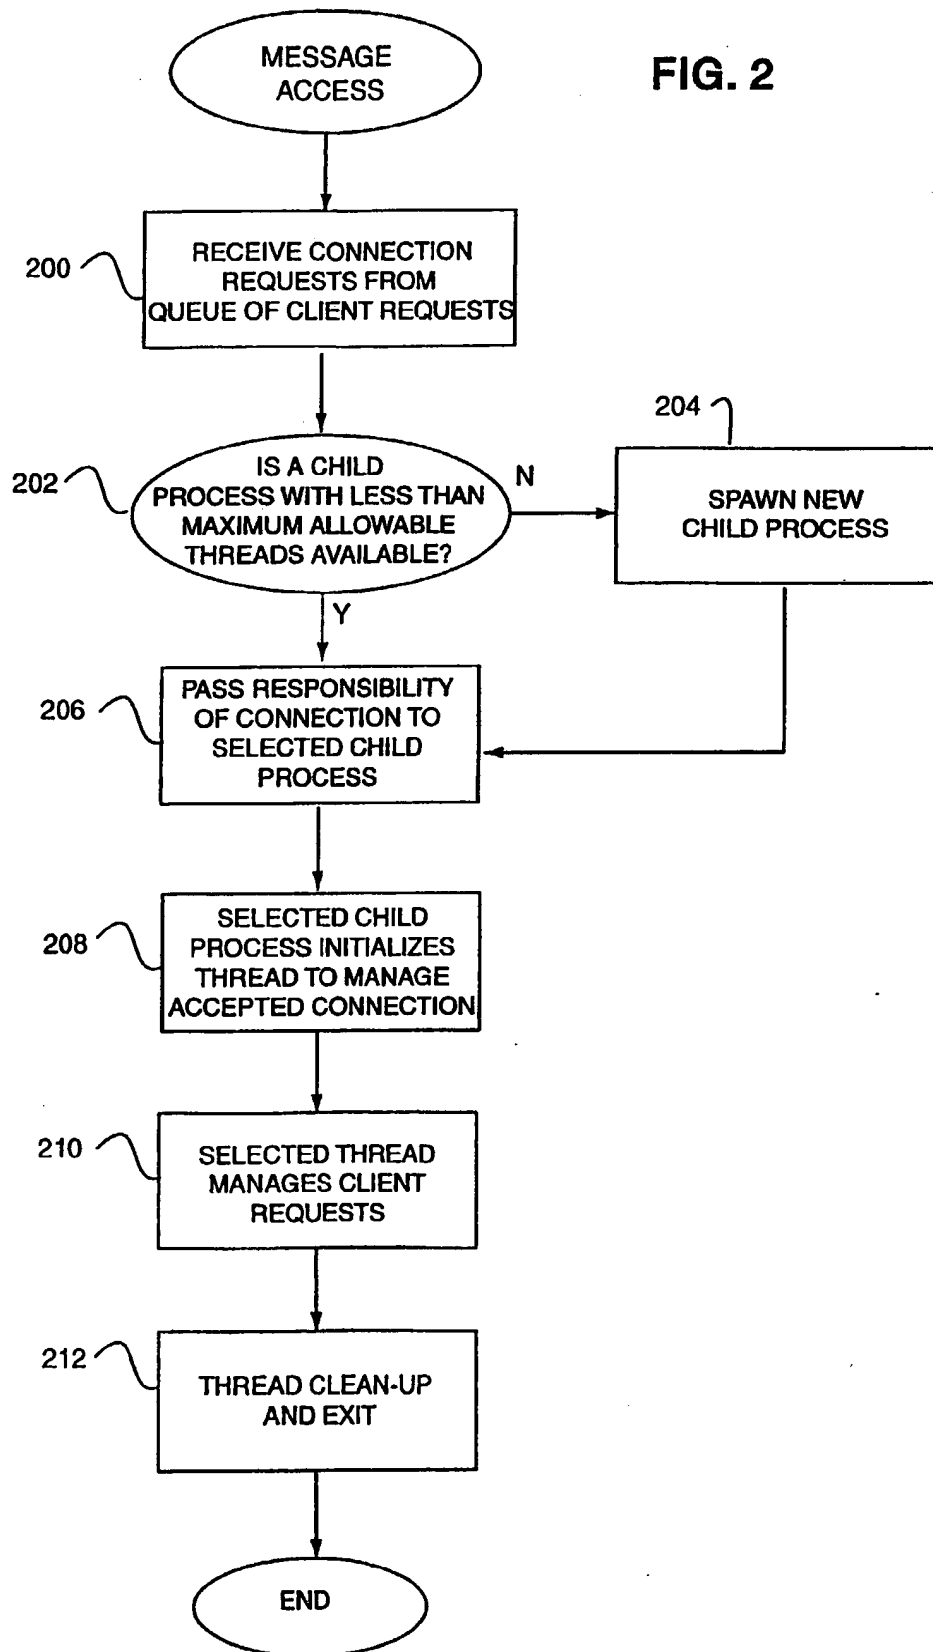 MESSAGE
ACCESS
FIG. 2
200
RECEIVE CONNECTION
REQUESTS FROM
QUEUE OF CLIENT REQUESTS
202
IS A CHILD
PROCESS WITH LESS THAN
MAXIMUM ALLOWABLE
THREADS AVAILABLE?
N
204
SPAWN NEW
CHILD PROCESS
Y
206
PASS RESPONSIBILITY
OF CONNECTION TO
SELECTED CHILD
PROCESS
208
SELECTED CHILD
PROCESS INITIALIZES
THREAD TO MANAGE
ACCEPTED CONNECTION
210
SELECTED THREAD
MANAGES CLIENT
REQUESTS
212
THREAD CLEAN-UP
AND EXIT
END